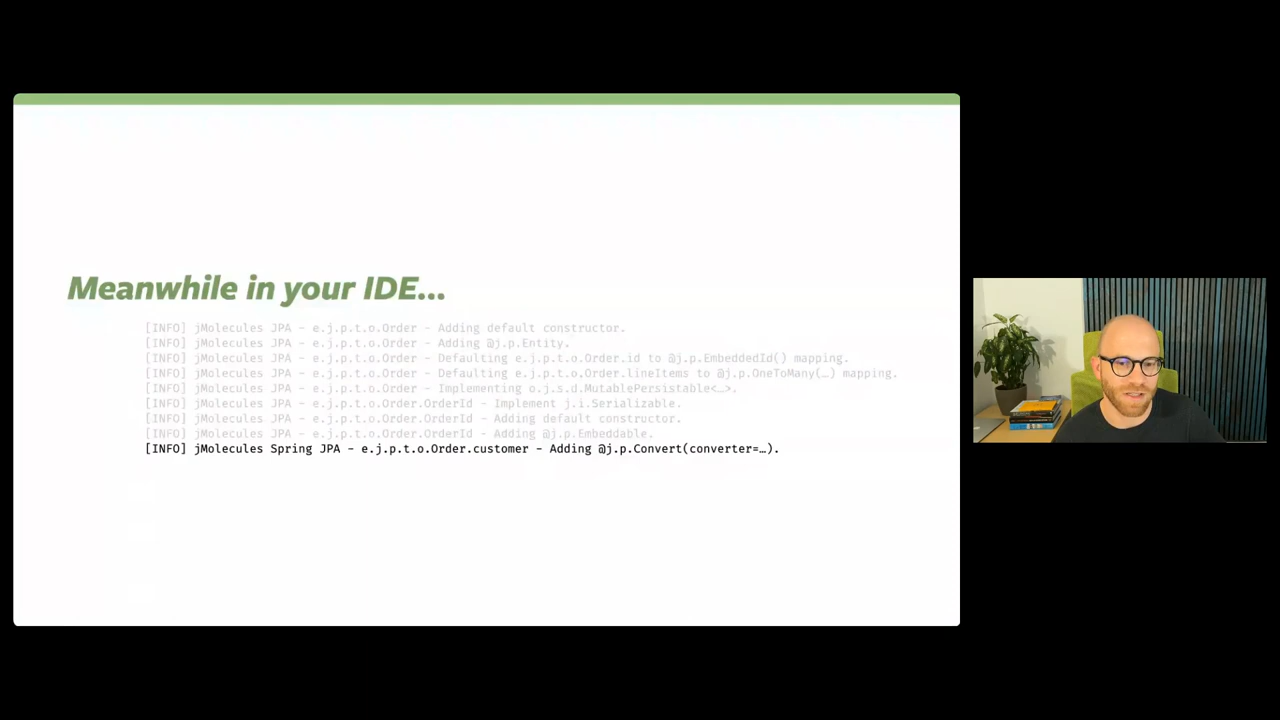 Meanwhile in your IDE...
[INFO] jMolecules JPA - e.j.p.t.o.Order - Adding default constructor.
[INFO] jMolecules JPA - e.j.p.t.o.Order - Adding @j.p.Entity.
[INFO] jMolecules JPA - e.j.p.t.o.Order - Defaulting e.j.p.t.o.Order.id to @j.p.EmbeddedId() mapping.
[INFO] jMolecules JPA - e.j.p.t.o.Order - Defaulting e.j.p.t.o.Order.lineItems to @j.p.OneToMany(…) mapping.
[INFO] jMolecules JPA - e.j.p.t.o.Order - Implementing o.j.s.d.MutablePersistable<…>.
[INFO] jMolecules JPA - e.j.p.t.o.Order.OrderId - Implement j.i.Serializable.
[INFO] jMolecules JPA - e.j.p.t.o.Order.OrderId - Adding default constructor.
[INFO] jMolecules JPA - e.j.p.t.o.Order.OrderId - Adding @j.p.Embeddable.
[INFO] jMolecules Spring JPA - e.j.p.t.o.Order.customer - Adding @j.p.Convert(converter=…).